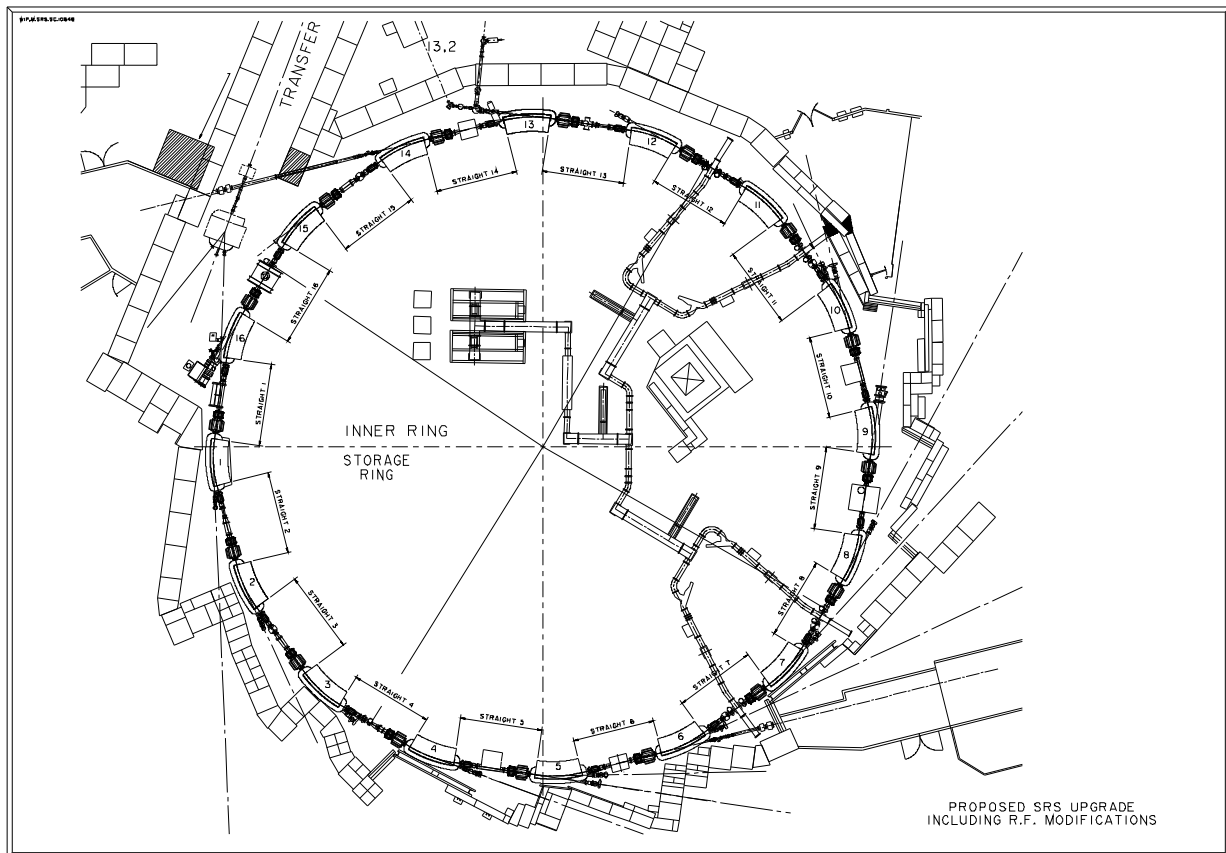 TRANSFER
13,2
13
12
14
11
15
10
16
9
1
8
2
7
3
6
4
5
STRAIGHT 14
STRAIGHT 13
STRAIGHT 12
STRAIGHT 15
STRAIGHT 11
STRAIGHT 16
STRAIGHT 10
STRAIGHT 1
STRAIGHT 9
STRAIGHT 2
STRAIGHT 8
STRAIGHT 3
STRAIGHT 7
STRAIGHT 4
STRAIGHT 5
STRAIGHT 6
INNER RING
STORAGE
RING
PROPOSED SRS UPGRADE
INCLUDING R.F. MODIFICATIONS